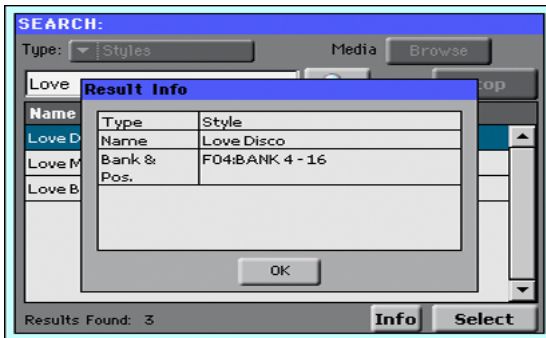 SEARCH:
Type: Styles Media Browse
Love
Result Info
Name
Type Style
Love D Name Love Disco
Bank & F04:BANK 4 - 16
Love M
Pos.
Love B
OK
Results Found: 3 Info Select